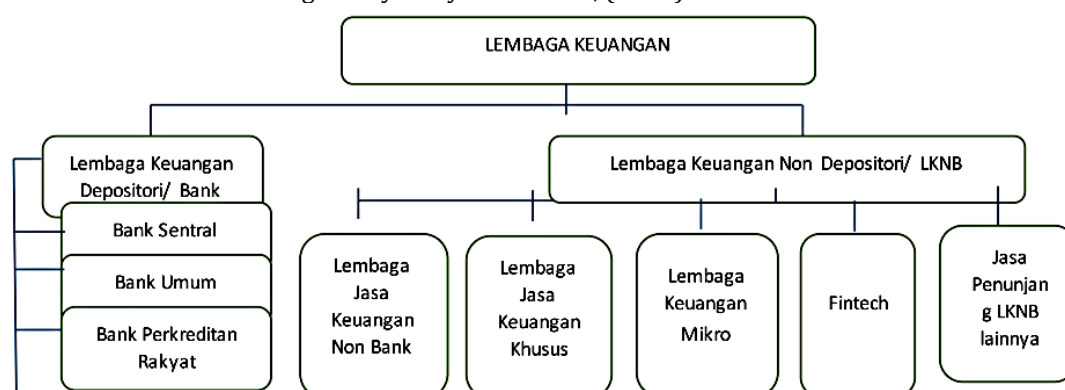 LEMBAGA KEUANGAN
Lembaga Keuangan
Depositori/ Bank
Lembaga Keuangan Non Depositori/ LKNB
Bank Sentral
Bank Umum
Bank Perkreditan
Rakyat
Lembaga
Jasa
Keuangan
Non Bank
Lembaga
Jasa
Keuangan
Khusus
Lembaga
Keuangan
Mikro
Fintech
Jasa
Penunjan
g LKNB
lainnya